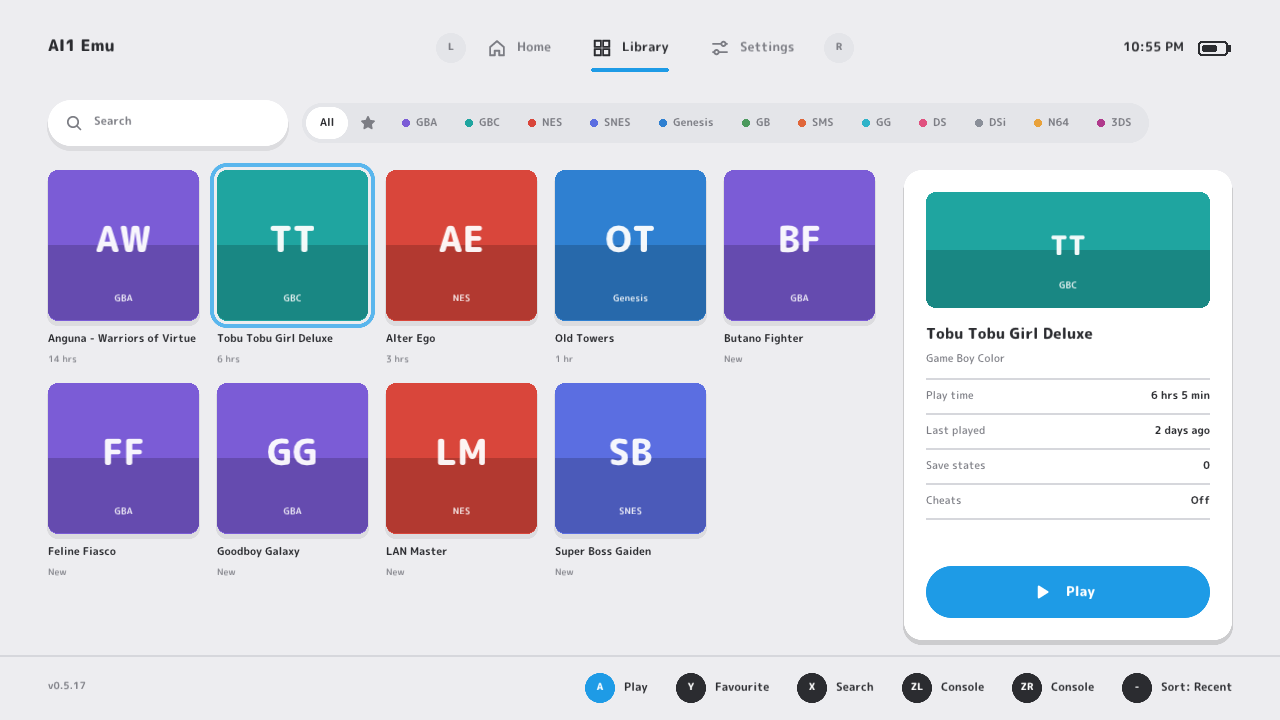 AI1 Emu
L Home Library Settings R
10:55 PM
Search
All GBA GBC NES SNES Genesis GB SMS GG DS DSi N64 3DS
AW
GBA
Anguna - Warriors of Virtue
14 hrs
TT
GBC
Tobu Tobu Girl Deluxe
6 hrs
AE
NES
Alter Ego
3 hrs
OT
Genesis
Old Towers
1 hr
BF
GBA
Butano Fighter
New
FF
GBA
Feline Fiasco
New
GG
GBA
Goodboy Galaxy
New
LM
NES
LAN Master
New
SB
SNES
Super Boss Gaiden
New
TT
GBC
Tobu Tobu Girl Deluxe
Game Boy Color
Play time 6 hrs 5 min
Last played 2 days ago
Save states 0
Cheats Off
Play
v0.5.17
A Play Y Favourite X Search ZL Console ZR Console - Sort: Recent